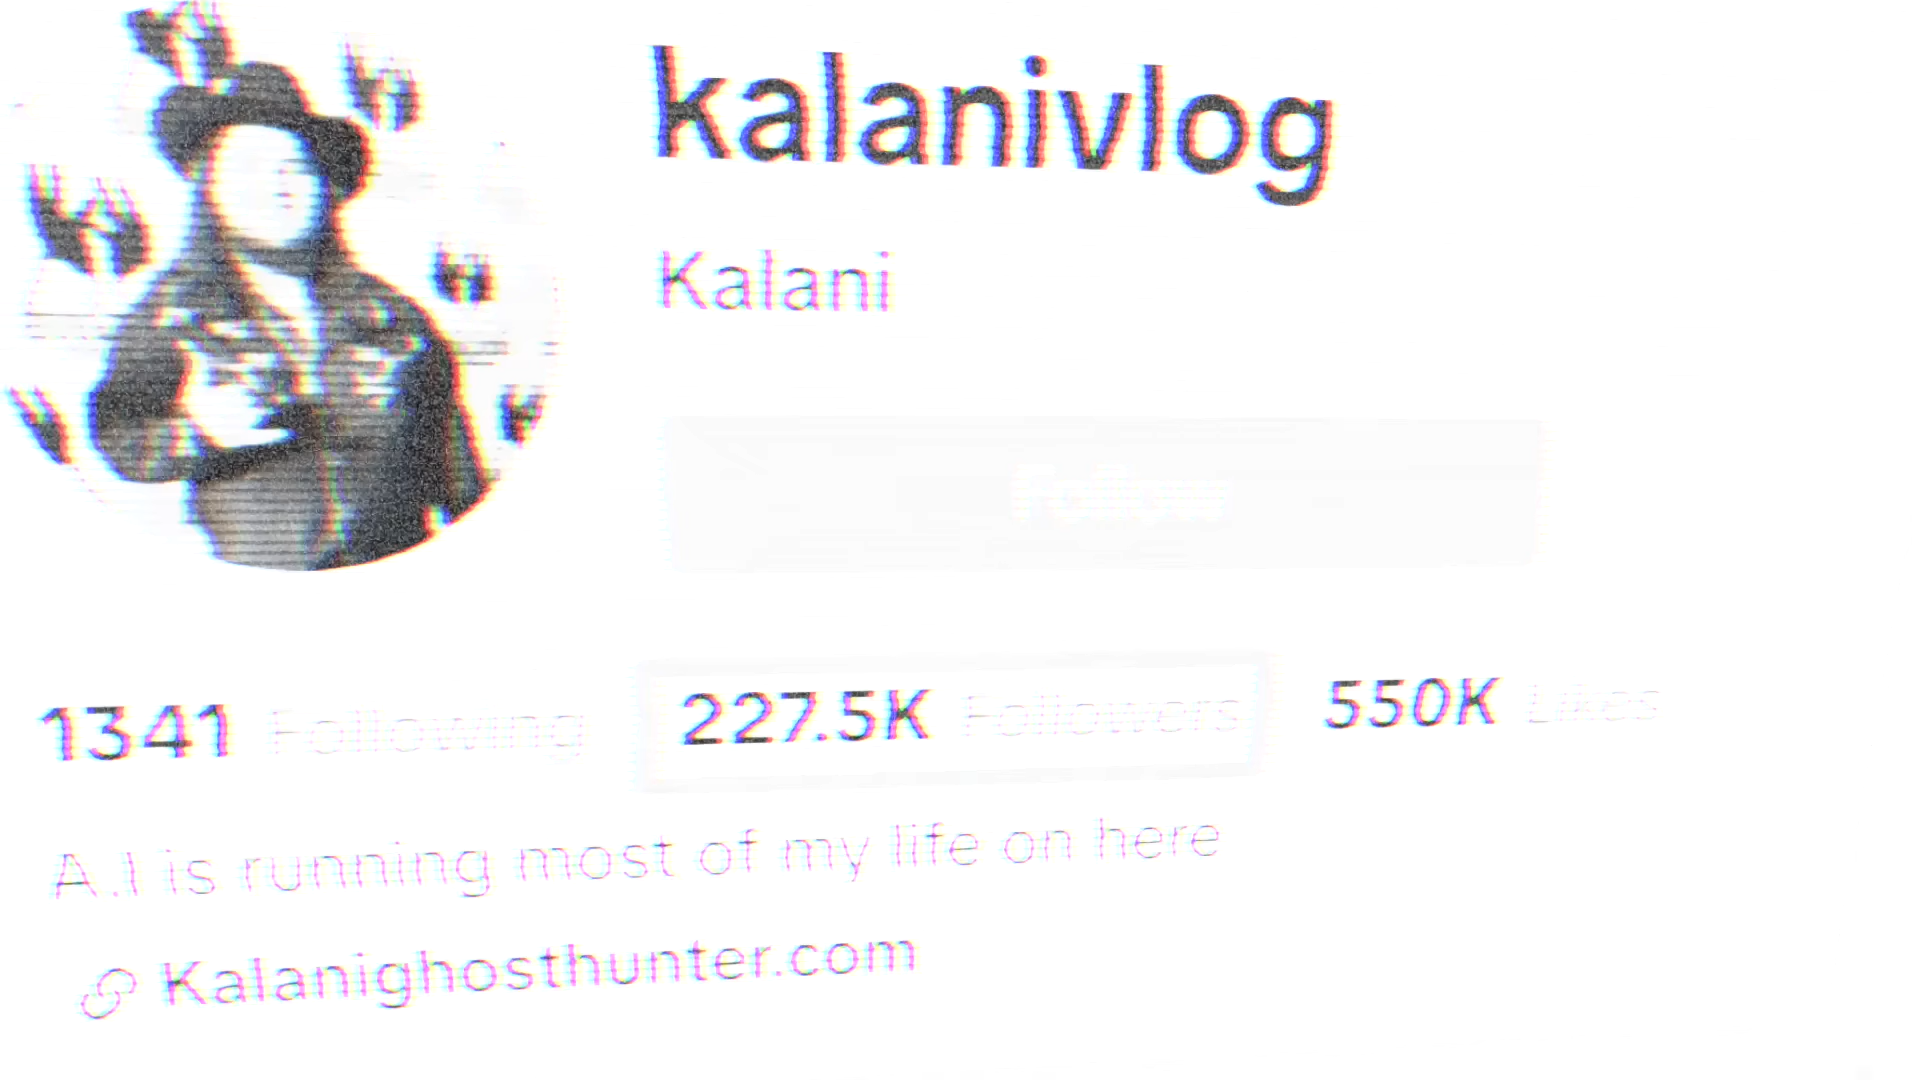 kalanivlog
Kalani
Follow
1341 Following 227.5K Followers 550K Likes
A.I is running most of my life on here
Kalanighosthunter.com